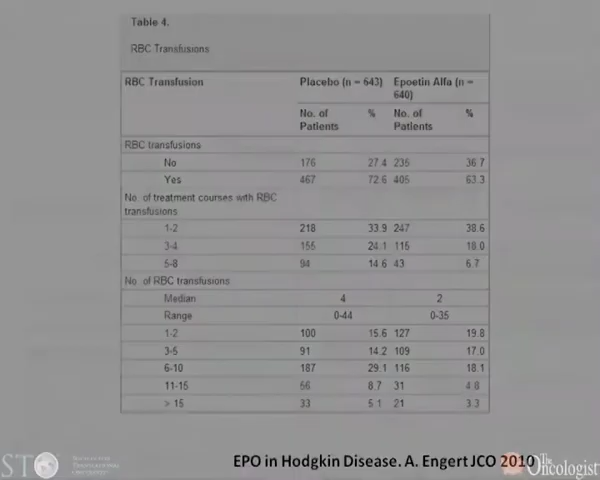 Table 4.
RBC Transfusions
RBC Transfusion Placebo (n = 643) Epoetin Alfa (n = 640)
No. of Patients % No. of Patients %
RBC transfusions
No 176 27.4 235 36.7
Yes 467 72.6 405 63.3
No. of treatment courses with RBC transfusions
1-2 218 33.9 247 38.6
3-4 155 24.1 115 18.0
5-8 94 14.6 43 6.7
No. of RBC transfusions
Median 4 2
Range 0-44 0-35
1-2 100 15.6 127 19.8
3-5 91 14.2 109 17.0
6-10 187 29.1 116 18.1
11-15 56 8.7 31 4.8
> 15 33 5.1 21 3.3
EPO in Hodgkin Disease. A. Engert JCO 2010
The Oncologist